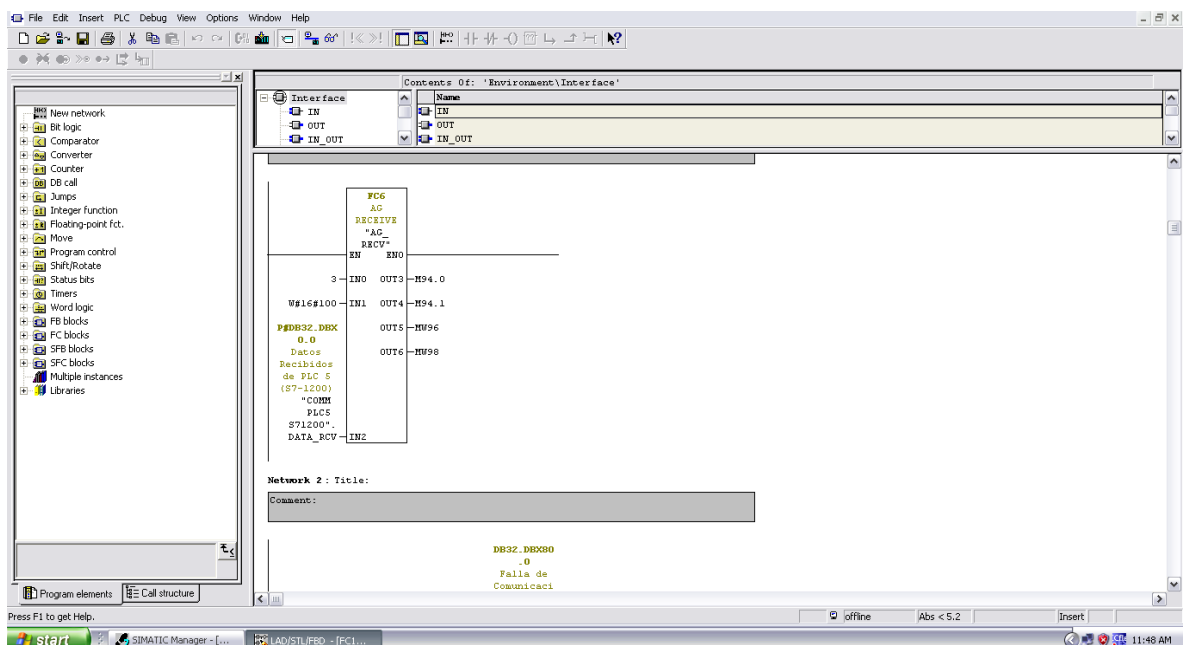 File Edit Insert PLC Debug View Options Window Help
Contents Of: 'Environment\Interface'
Interface
IN
OUT
IN_OUT
Name
IN
OUT
IN_OUT
New network
Bit logic
Comparator
Converter
Counter
DB call
Jumps
Integer function
Floating-point fct.
Move
Program control
Shift/Rotate
Status bits
Timers
Word logic
FB blocks
FC blocks
SFB blocks
SFC blocks
Multiple instances
Libraries
Program elements
Call structure
FC6
AG
RECEIVE
"AG_
RECV"
EN ENO
3 IN0 OUT3 M94.0
W#16#100 IN1 OUT4 M94.1
P#DB32.DBX
0.0
Datos
Recibidos
de PLC 5
(S7-1200)
"COMM
PLC5
S71200".
DATA_RCV IN2
OUT5 MW96
OUT6 MW98
Network 2 : Title:
Comment:
DB32.DBX80
.0
Falla de
Comunicaci
Press F1 to get Help.
offline
Abs < 5.2
Insert
start
SIMATIC Manager - [...
LAD/STL/FBD - [FC1...
11:48 AM